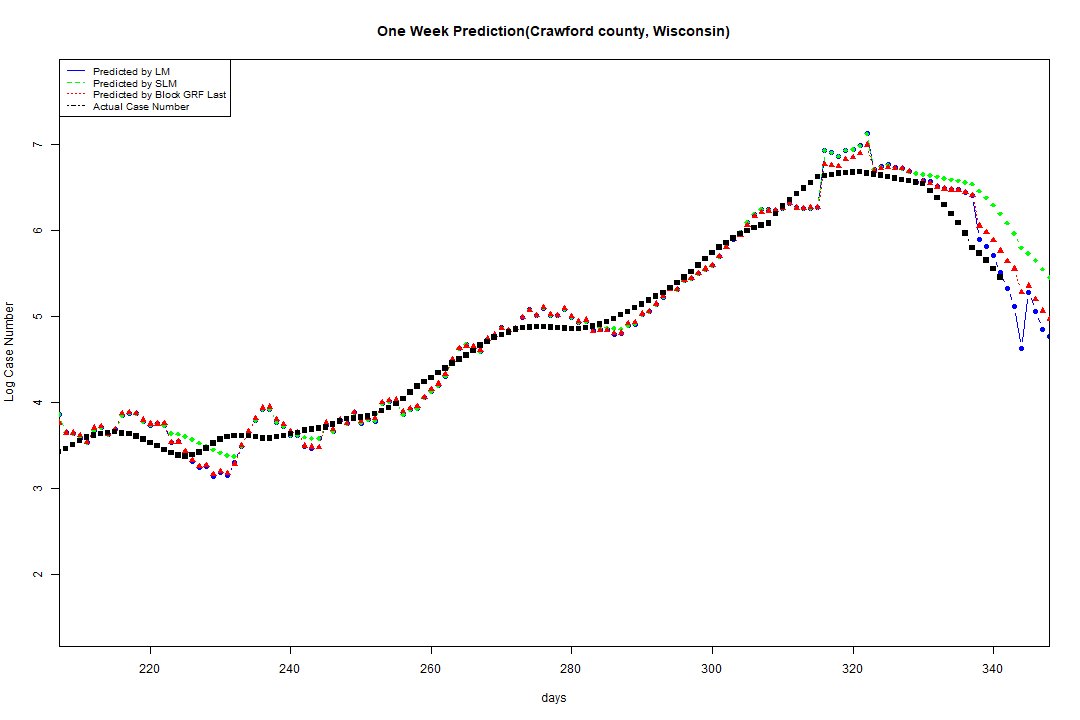 One Week Prediction(Crawford county, Wisconsin)
Predicted by LM
Predicted by SLM
Predicted by Block GRF Last
Actual Case Number
7
6
5
4
3
2
Log Case Number
220 240 260 280 300 320 340
days